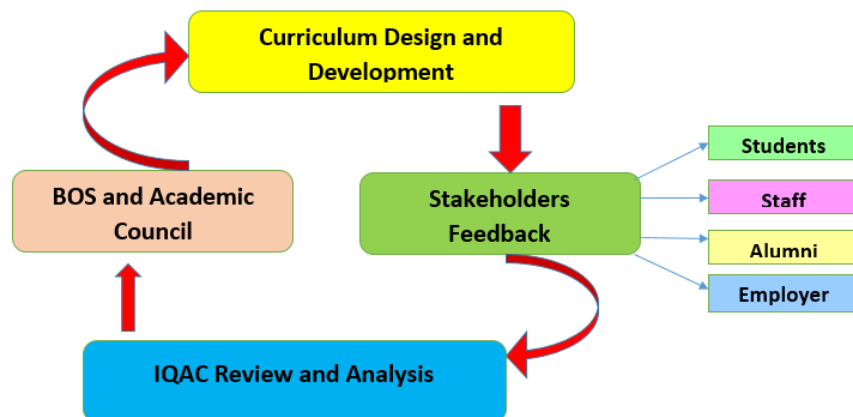 Curriculum Design and
Development
Students
BOS and Academic
Council
Stakeholders
Feedback
Staff
Alumni
Employer
IQAC Review and Analysis